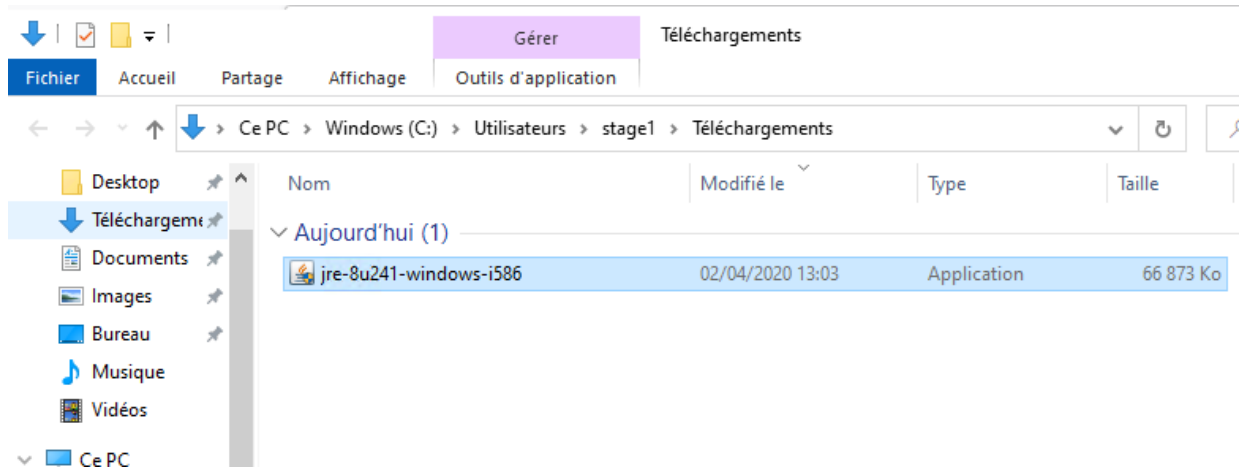 Gérer Téléchargements
Fichier Accueil Partage Affichage Outils d'application
Ce PC > Windows (C:) > Utilisateurs > stage1 > Téléchargements
Desktop Nom Modifié le Type Taille
Téléchargeme
Aujourd'hui (1)
Documents
jre-8u241-windows-i586 02/04/2020 13:03 Application 66 873 Ko
Images
Bureau
Musique
Vidéos
Ce PC